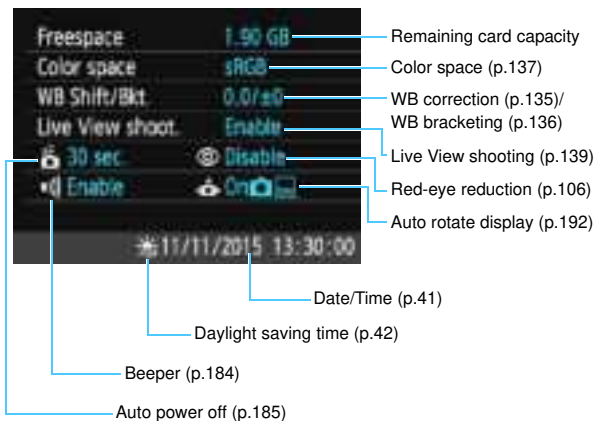 Freespace 1.90 GB
Color space sRGB
WB Shift/Bkt. 0.0/±0
Live View shoot. Enable
30 sec. Disable
Enable On
11/11/2015 13:30:00
Remaining card capacity
Color space (p.137)
WB correction (p.135)/
WB bracketing (p.136)
Live View shooting (p.139)
Red-eye reduction (p.106)
Auto rotate display (p.192)
Date/Time (p.41)
Daylight saving time (p.42)
Beeper (p.184)
Auto power off (p.185)